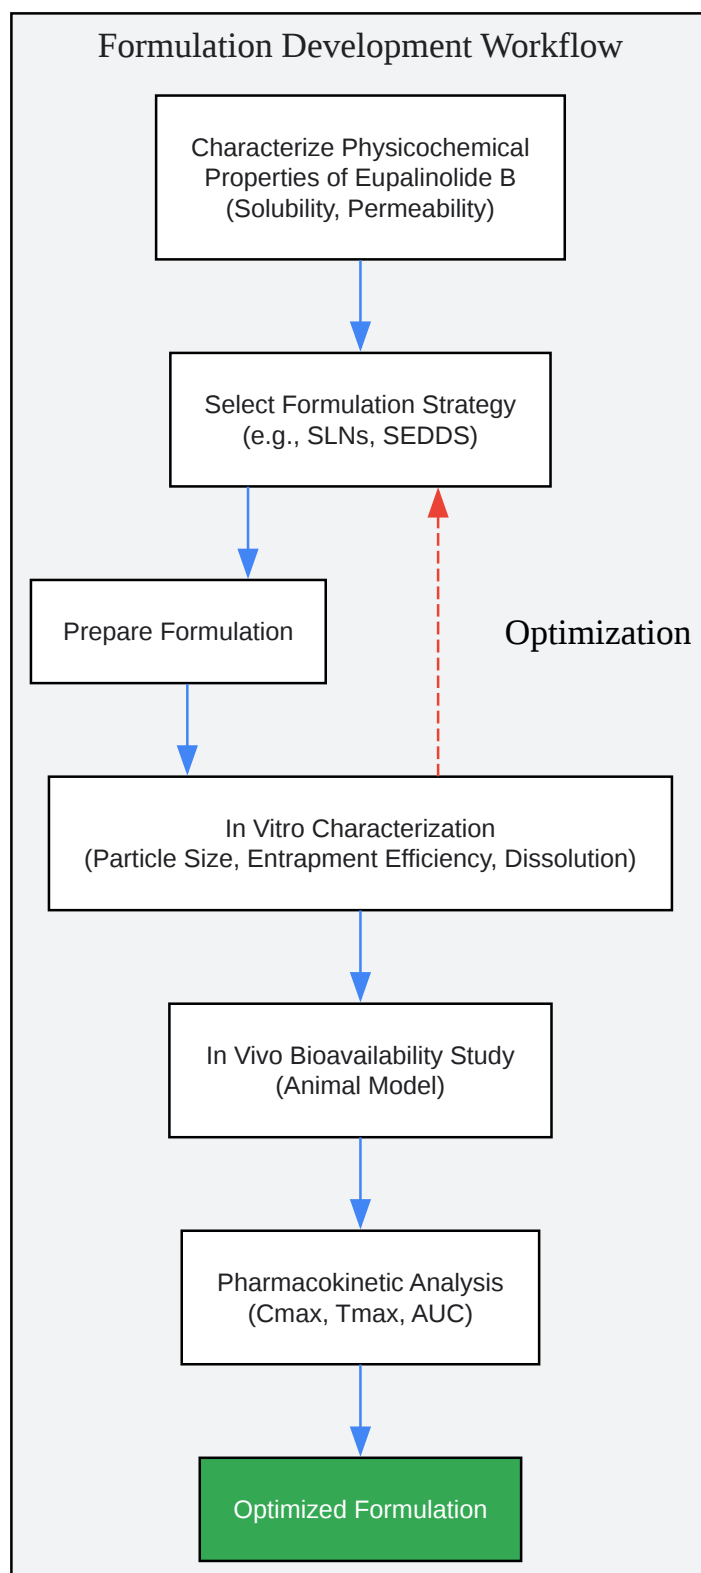 Formulation Development Workflow
Characterize Physicochemical
Properties of Eupalinolide B
(Solubility, Permeability)
Select Formulation Strategy
(e.g., SLNs, SEDDS)
Prepare Formulation
Optimization
In Vitro Characterization
(Particle Size, Entrapment Efficiency, Dissolution)
In Vivo Bioavailability Study
(Animal Model)
Pharmacokinetic Analysis
(Cmax, Tmax, AUC)
Optimized Formulation